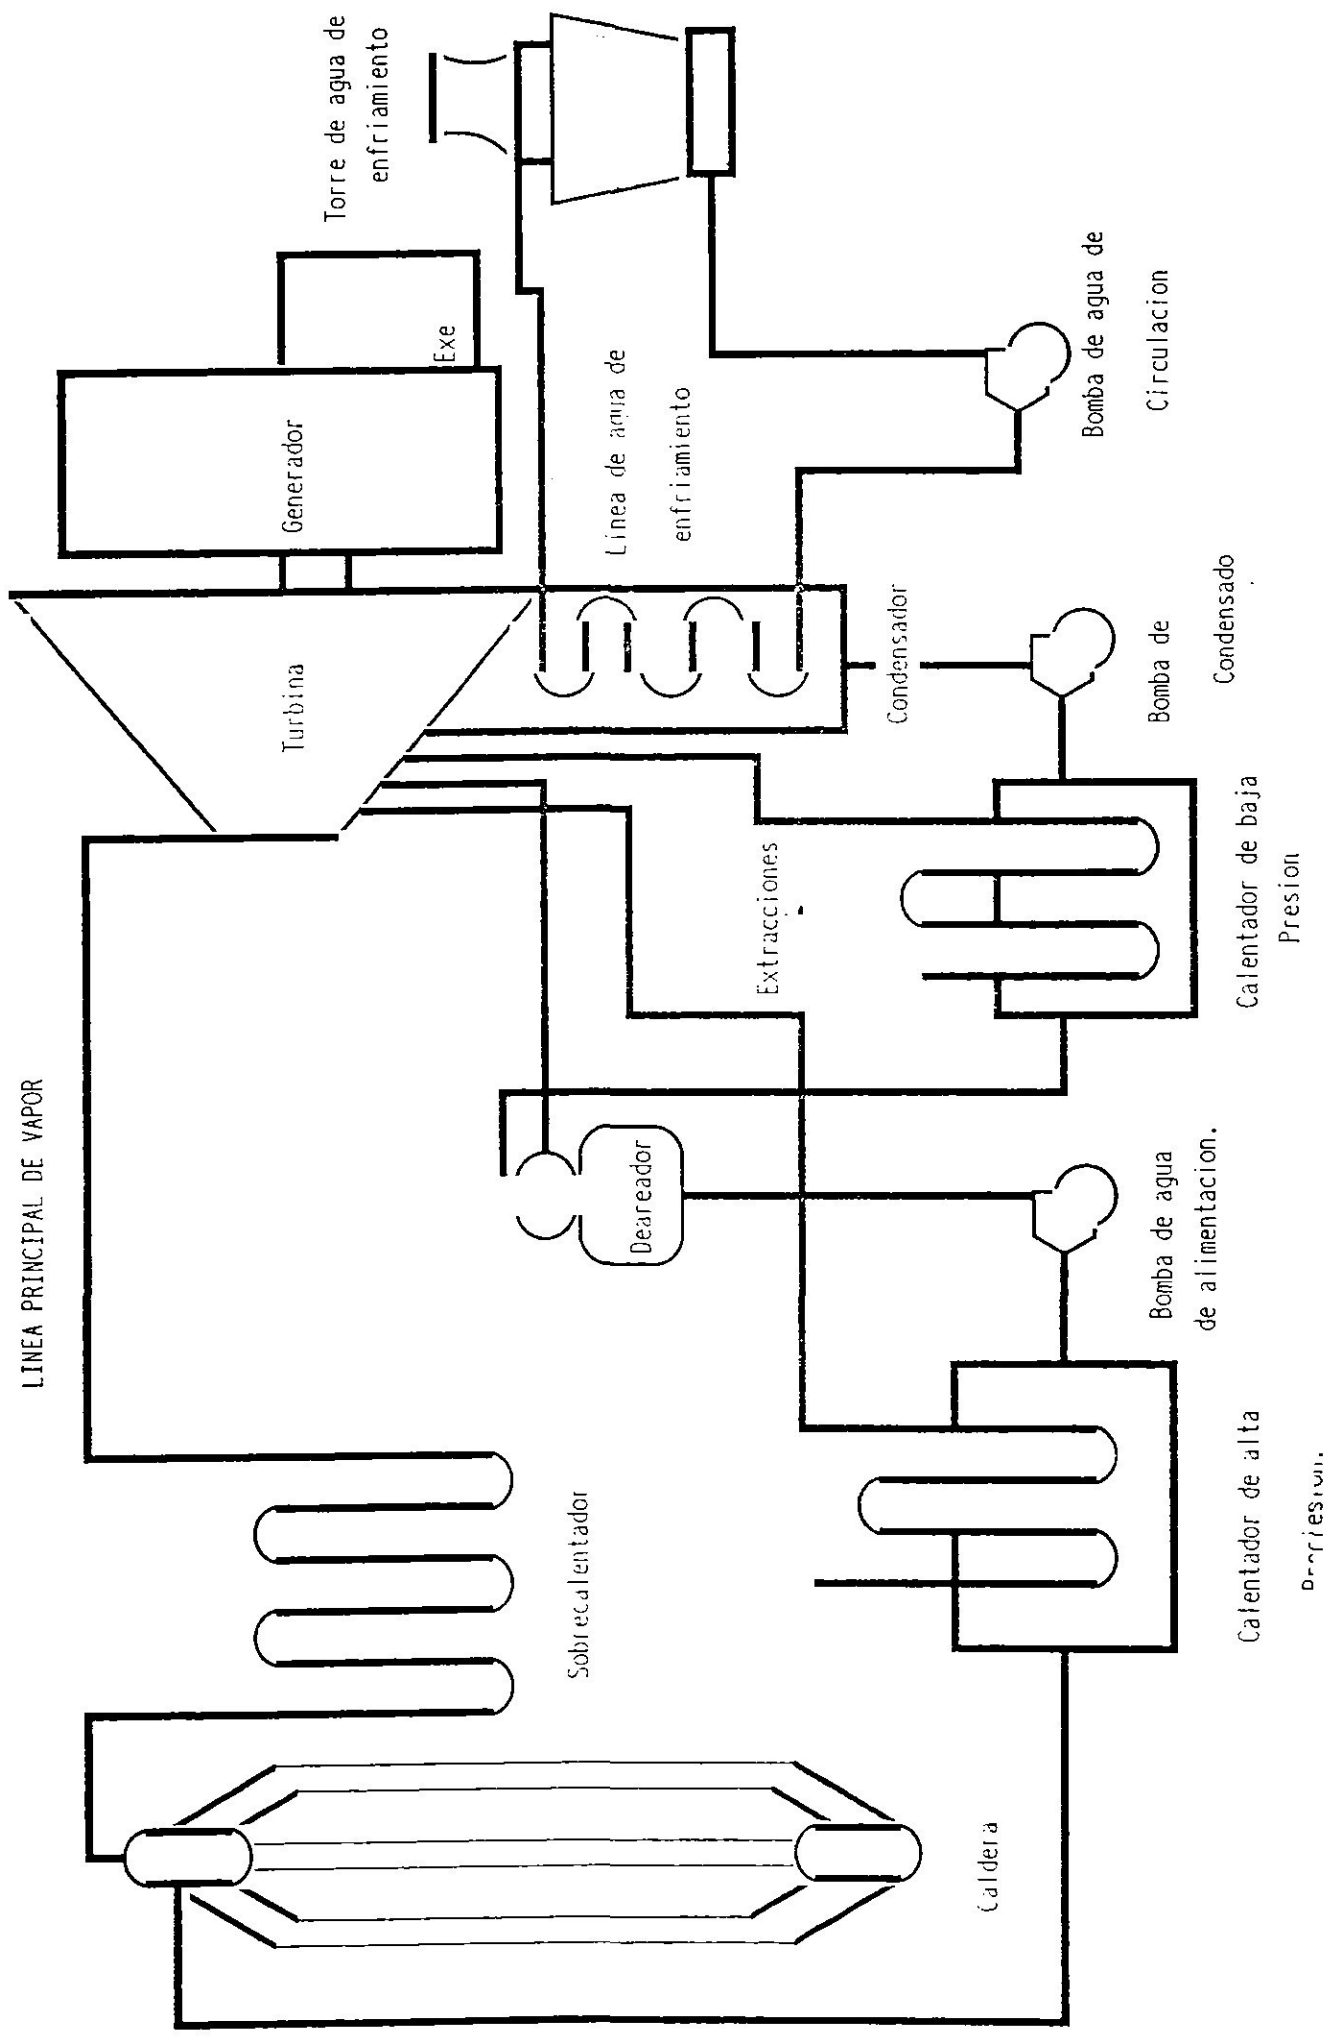 LINEA PRINCIPAL DE VAPOR
Torre de agua de
enfriamiento
Generador
Exe
Turbina
Linea de agua de
enfriamiento
Sobrecalentador
Deareador
Extracciones
Condensador
Caldera
Bomba de agua de
Circulacion
Bomba de
Condensado
Bomba de agua
de alimentacion.
Calentador de baja
Presion
Calentador de alta